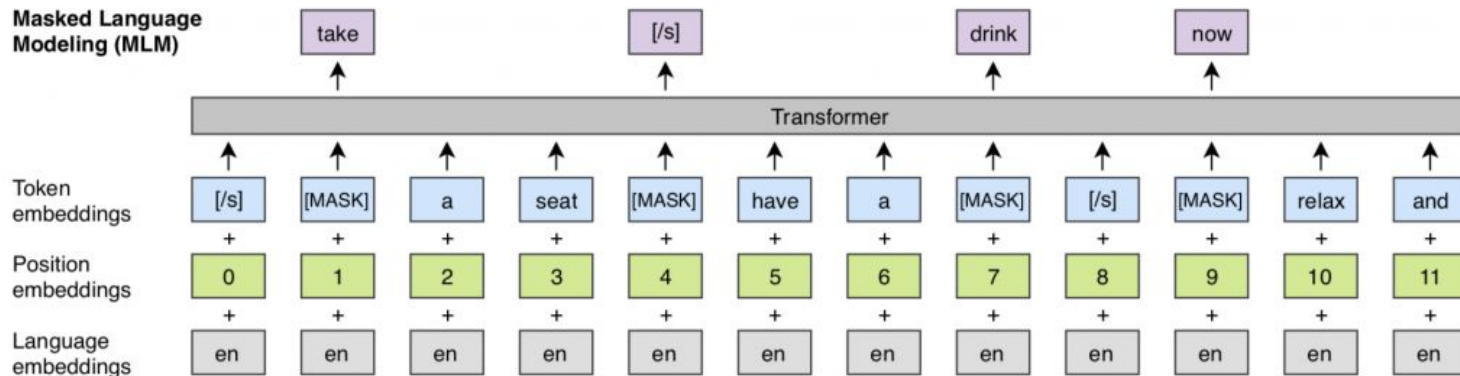 Masked Language
Modeling (MLM)
take [/s] drink now
Transformer
Token
embeddings
[/s] [MASK] a seat [MASK] have a [MASK] [/s] [MASK] relax and
+ + + + + + + + + + + +
Position
embeddings
0 1 2 3 4 5 6 7 8 9 10 11
+ + + + + + + + + + + +
Language
embeddings
en en en en en en en en en en en en